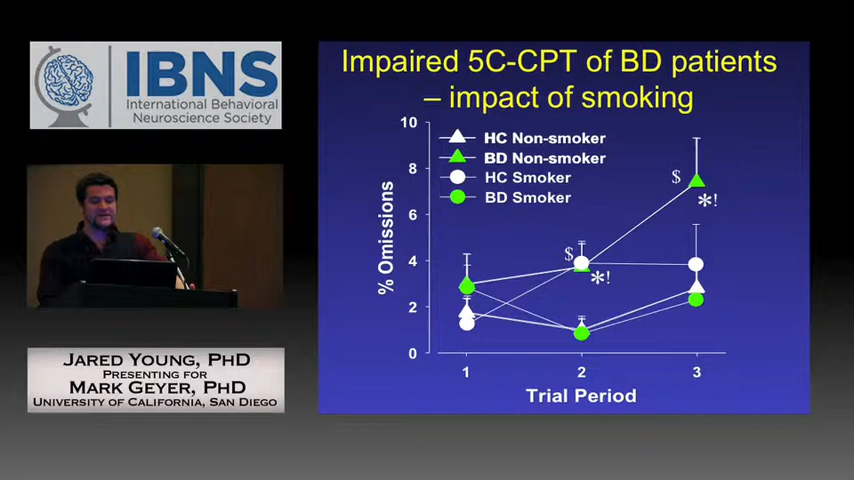 IBNS
International Behavioral
Neuroscience Society
JARED YOUNG, PHD
PRESENTING FOR
MARK GEYER, PHD
UNIVERSITY OF CALIFORNIA, SAN DIEGO
Impaired 5C-CPT of BD patients
– impact of smoking
10
8
6
4
2
0
% Omissions
HC Non-smoker
BD Non-smoker
HC Smoker
BD Smoker
$
*!
$
*!
1 2 3
Trial Period